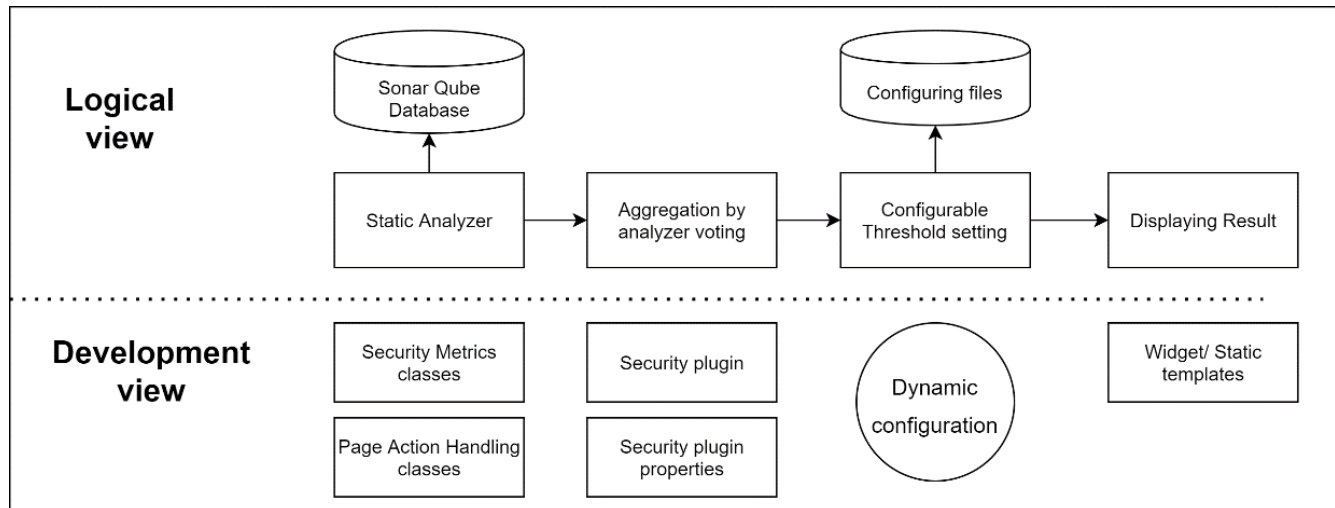 Logical
view
Sonar Qube
Database
Configuring files
Static Analyzer
Aggregation by
analyzer voting
Configurable
Threshold setting
Displaying Result
Development
view
Security Metrics
classes
Security plugin
Dynamic
configuration
Widget/ Static
templates
Page Action Handling
classes
Security plugin
properties